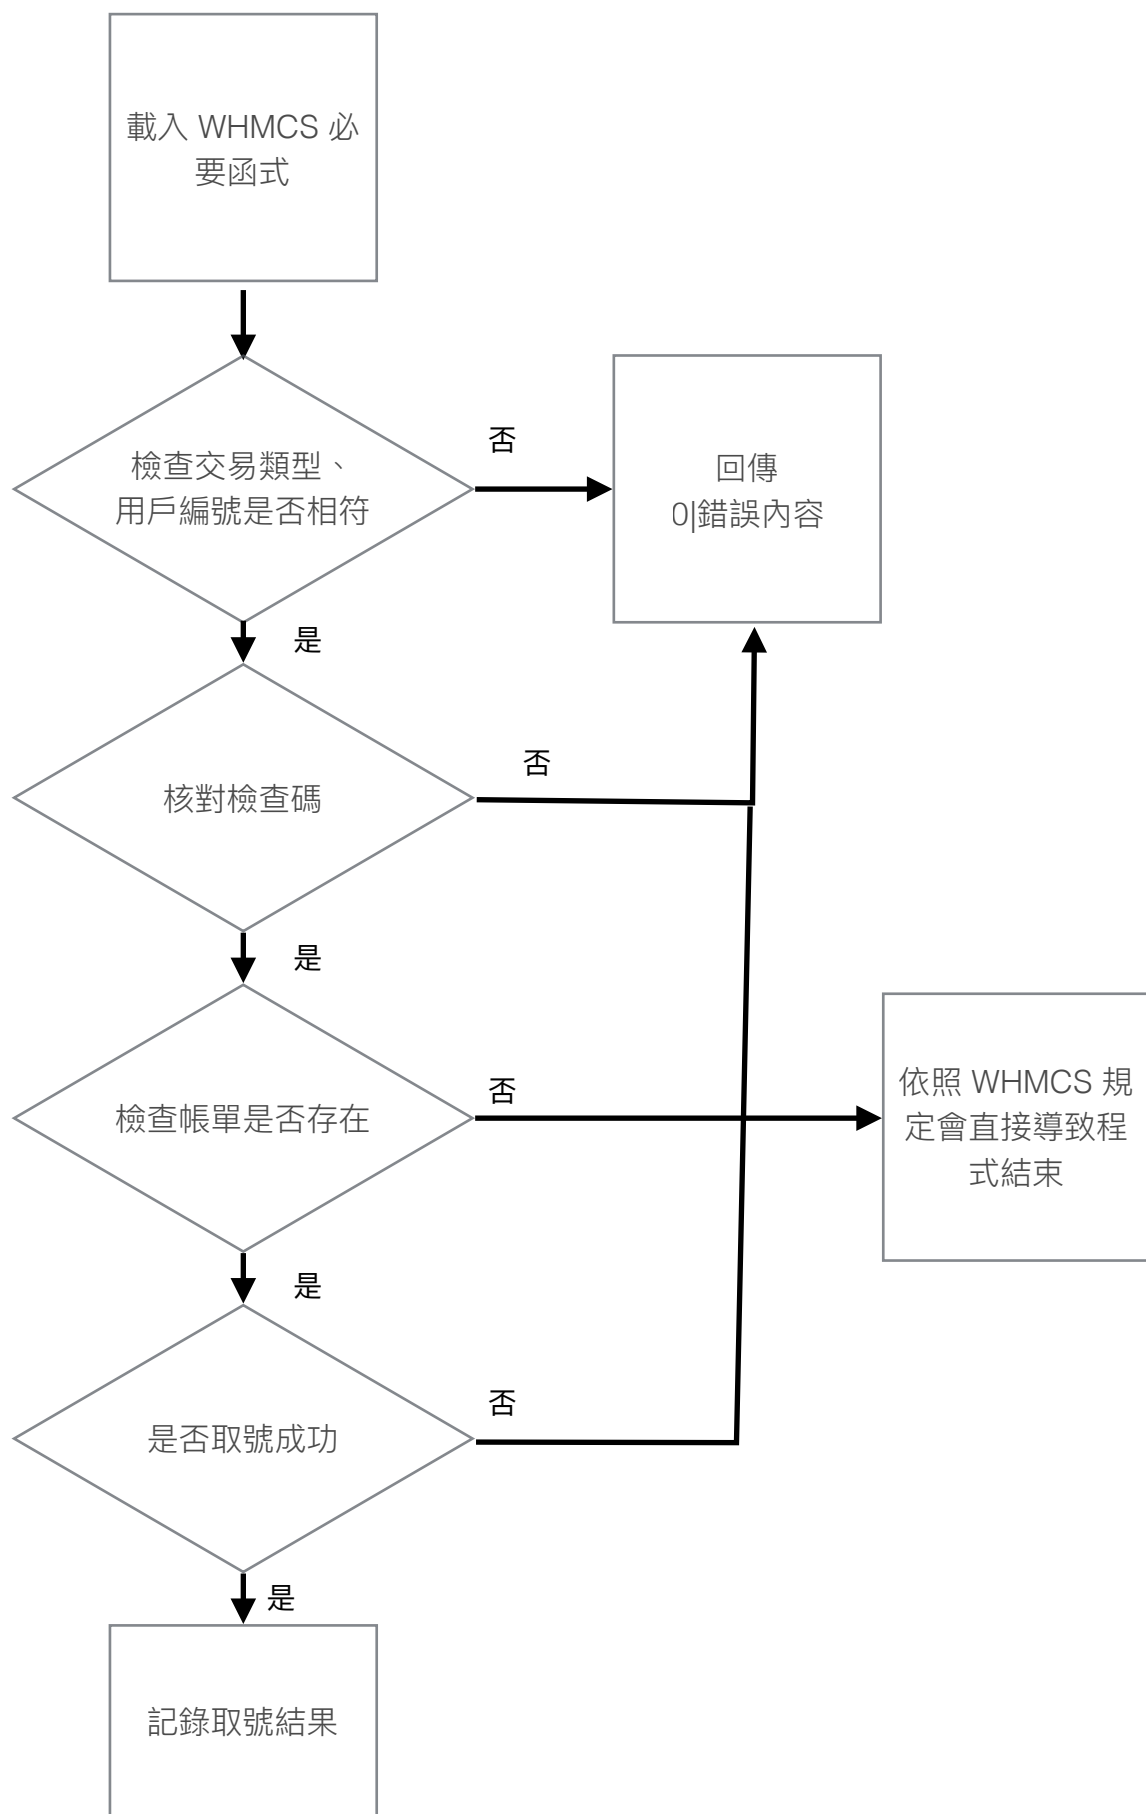 載入 WHMCS 必
要函式
檢查交易類型、
用戶編號是否相符
否
回傳
0|錯誤內容
是
核對檢查碼
否
是
檢查帳單是否存在
否
依照 WHMCS 規
定會直接導致程
式結束
是
是否取號成功
否
是
記錄取號結果